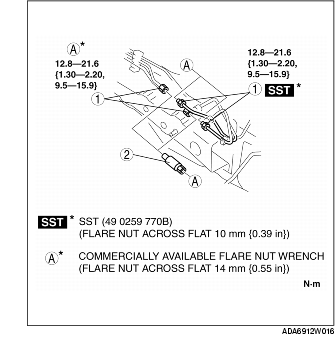 A*
12.8—21.6
{1.30—2.20,
9.5—15.9}
1
A
12.8—21.6
{1.30—2.20,
9.5—15.9}
1 SST *
2
A
SST * SST (49 0259 770B)
(FLARE NUT ACROSS FLAT 10 mm {0.39 in})
A* COMMERCIALLY AVAILABLE FLARE NUT WRENCH
(FLARE NUT ACROSS FLAT 14 mm {0.55 in})
N·m
ADA6912W016